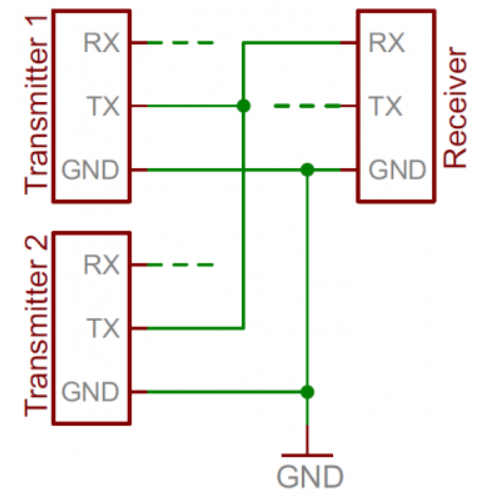 Transmitter 1
RX
TX
GND
Receiver
RX
TX
GND
Transmitter 2
RX
TX
GND
GND